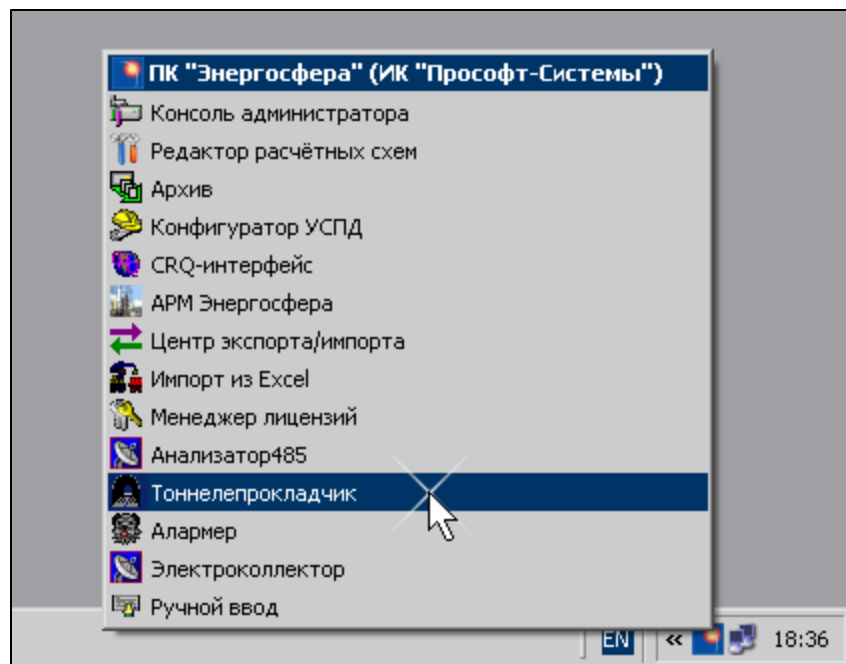 ПК "Энергосфера" (ИК "Прософт-Системы")
Консоль администратора
Редактор расчётных схем
Архив
Конфигуратор УСПД
CRQ-интерфейс
АРМ Энергосфера
Центр экспорта/импорта
Импорт из Excel
Менеджер лицензий
Анализатор485
Тоннелепрокладчик
Алармер
Электроколлектор
Ручной ввод
EN « 18:36